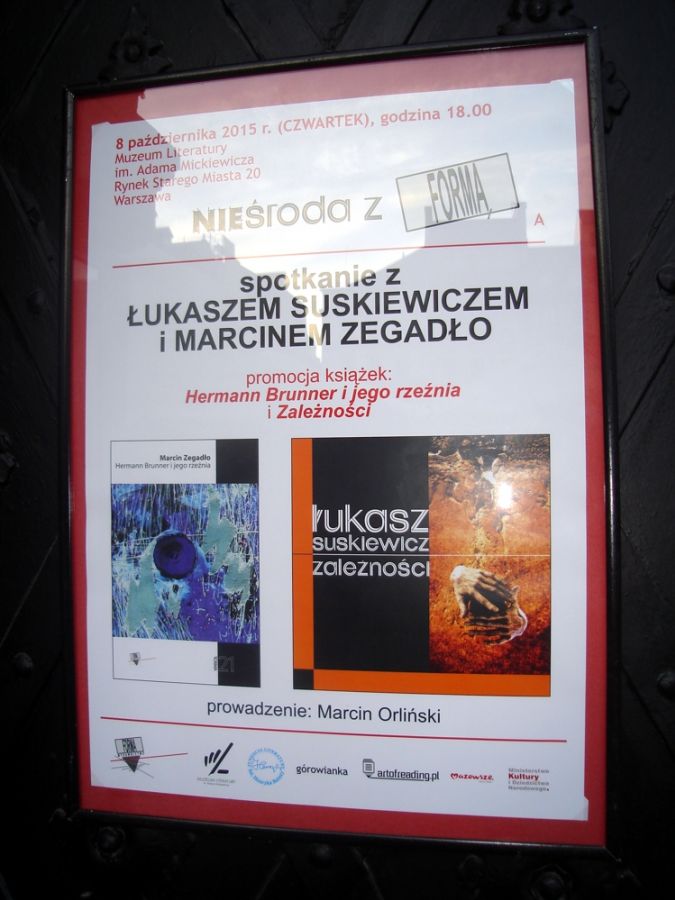 8 października 2015 r. (CZWARTEK), godzina 18.00
Muzeum Literatury
im. Adama Mickiewicza
Rynek Starego Miasta 20
Warszawa
NIEśroda z FORMĄ
A
spotkanie z
ŁUKASZEM SUSKIEWICZEM
i MARCINEM ZEGADŁO
promocja książek:
Hermann Brunner i jego rzeźnia
i Zależności
Marcin Zegadło
Hermann Brunner i jego rzeźnia
łukasz
suskiewicz
zależności
prowadzenie: Marcin Orliński
górowianka
artofreading.pl
Mazowsze.
Ministerstwo
Kultury
i Dziedzictwa
Narodowego.